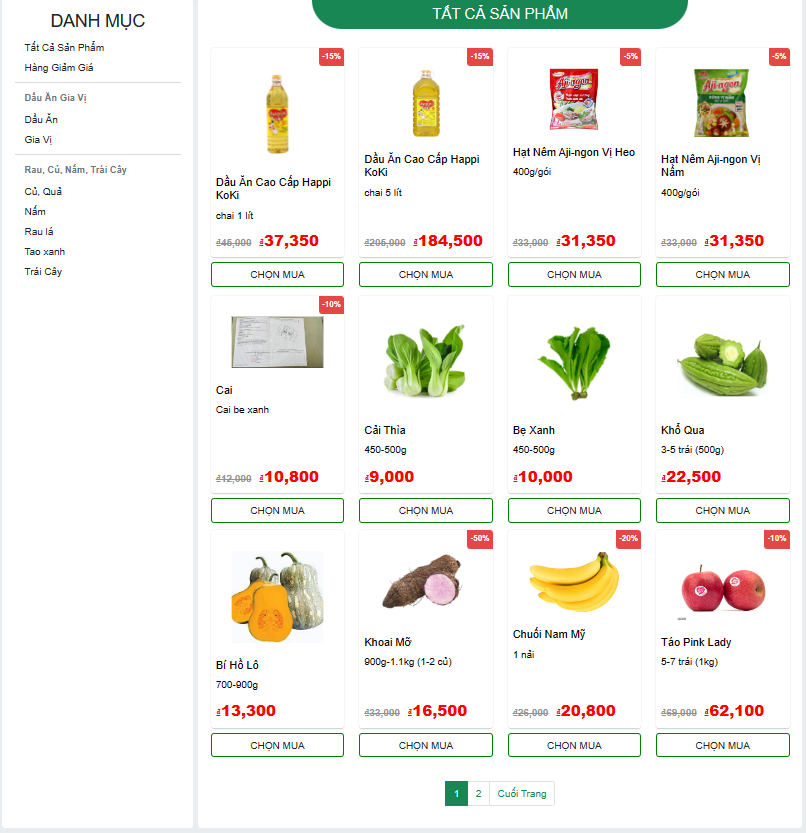 DANH MỤC
Tất Cả Sản Phẩm
Hàng Giảm Giá
Dầu Ăn Gia Vị
Dầu Ăn
Gia Vị
Rau, Củ, Nấm, Trái Cây
Củ, Quả
Nấm
Rau lá
Tao xanh
Trái Cây
TẤT CẢ SẢN PHẨM
-15%
Dầu Ăn Cao Cấp Happi
KoKi
chai 1 lít
₫45,000 ₫37,350
CHỌN MUA
-15%
Dầu Ăn Cao Cấp Happi
KoKi
chai 5 lít
₫205,000 ₫184,500
CHỌN MUA
-5%
Aji-ngon
Hạt Nêm Aji-ngon Vị Heo
400g/gói
₫33,000 ₫31,350
CHỌN MUA
-5%
Aji-ngon
Hạt Nêm Aji-ngon Vị
Nấm
400g/gói
₫33,000 ₫31,350
CHỌN MUA
-10%
Cai
Cai be xanh
₫12,000 ₫10,800
CHỌN MUA
Cải Thìa
450-500g
₫9,000
CHỌN MUA
Bẹ Xanh
450-500g
₫10,000
CHỌN MUA
Khổ Qua
3-5 trái (500g)
₫22,500
CHỌN MUA
Bí Hồ Lô
700-900g
₫13,300
CHỌN MUA
-50%
Khoai Mỡ
900g-1.1kg (1-2 củ)
₫33,000 ₫16,500
CHỌN MUA
-20%
Chuối Nam Mỹ
1 nải
₫26,000 ₫20,800
CHỌN MUA
-10%
Táo Pink Lady
5-7 trái (1kg)
₫69,000 ₫62,100
CHỌN MUA
1 2 Cuối Trang